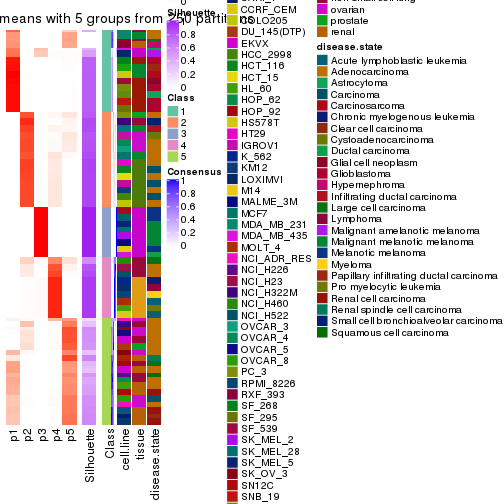 means with 5 groups from 250 partitions
Silhouette
1
0.8
0.6
0.4
0.2
0
Class
1
2
3
4
5
Consensus
1
0.8
0.6
0.4
0.2
0
p1
p2
p3
p4
p5
Silhouette
Class
cell.line
tissue
disease.state
CCRF_CEM
COLO205
DU_145(DTP)
EKVX
HCC_2998
HCT_116
HCT_15
HL_60
HOP_62
HOP_92
HS578T
HT29
IGROV1
K_562
KM12
LOXIMVI
M14
MALME_3M
MCF7
MDA_MB_231
MDA_MB_435
MOLT_4
NCI_ADR_RES
NCI_H226
NCI_H23
NCI_H322M
NCI_H460
NCI_H522
OVCAR_3
OVCAR_4
OVCAR_5
OVCAR_8
PC_3
RPMI_8226
RXF_393
SF_268
SF_295
SF_539
SK_MEL_2
SK_MEL_28
SK_MEL_5
SK_OV_3
SN12C
SNB_19
ovarian
prostate
renal
disease.state
Acute lymphoblastic leukemia
Adenocarcinoma
Astrocytoma
Carcinoma
Carcinosarcoma
Chronic myelogenous leukemia
Clear cell carcinoma
Cystoadenocarcinoma
Ductal carcinoma
Glial cell neoplasm
Glioblastoma
Hypernephroma
Infiltrating ductal carcinoma
Large cell carcinoma
Lymphoma
Malignant amelanotic melanoma
Malignant melanotic melanoma
Melanotic melanoma
Myeloma
Papillary infiltrating ductal carcinoma
Pro myelocytic leukemia
Renal cell carcinoma
Renal spindle cell carcinoma
Small cell bronchioalveolar carcinoma
Squamous cell carcinoma